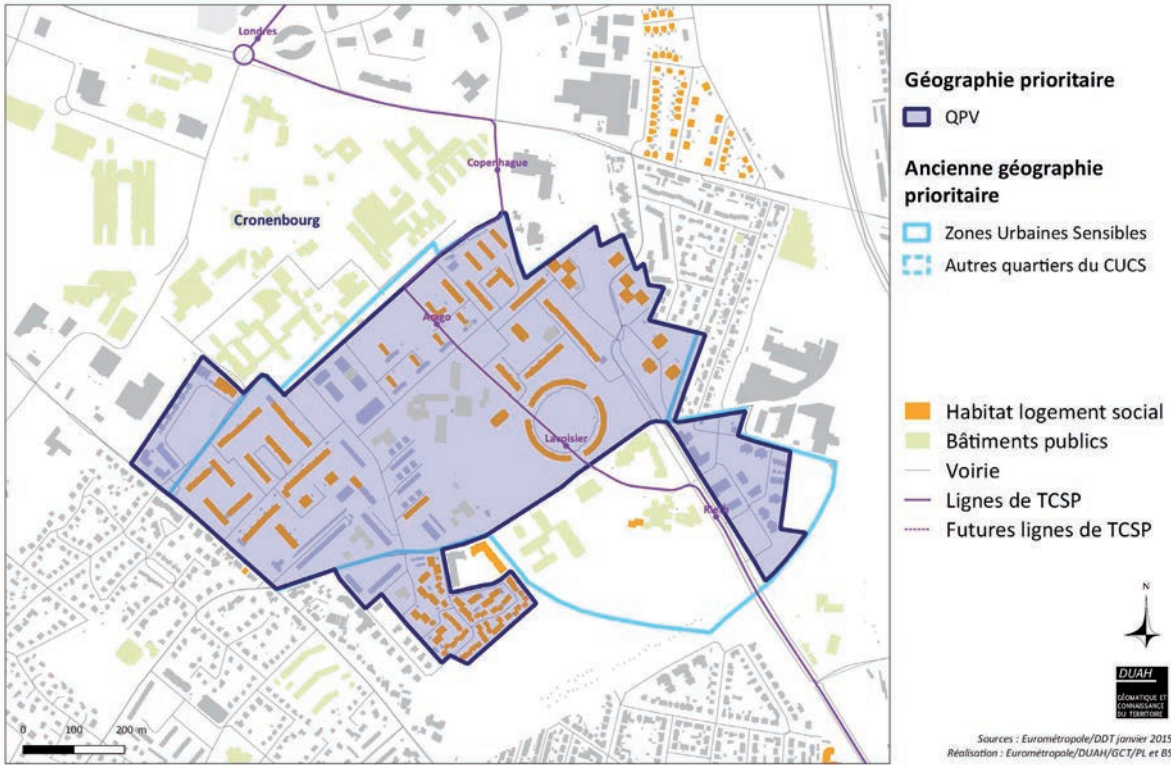 Londres
Copenhague
Cronenbourg
Arago
Lavoisier
Rieth
0 100 200 m
Géographie prioritaire
QPV
Ancienne géographie
prioritaire
Zones Urbaines Sensibles
Autres quartiers du CUCS
Habitat logement social
Bâtiments publics
Voirie
Lignes de TCSP
Futures lignes de TCSP
N
DUAH
GÉOMATIQUE ET
CONNAISSANCE
DU TERRITOIRE
Sources : Eurométropole/DDT janvier 2015
Réalisation : Eurométropole/DUAH/GCT/PL et BS